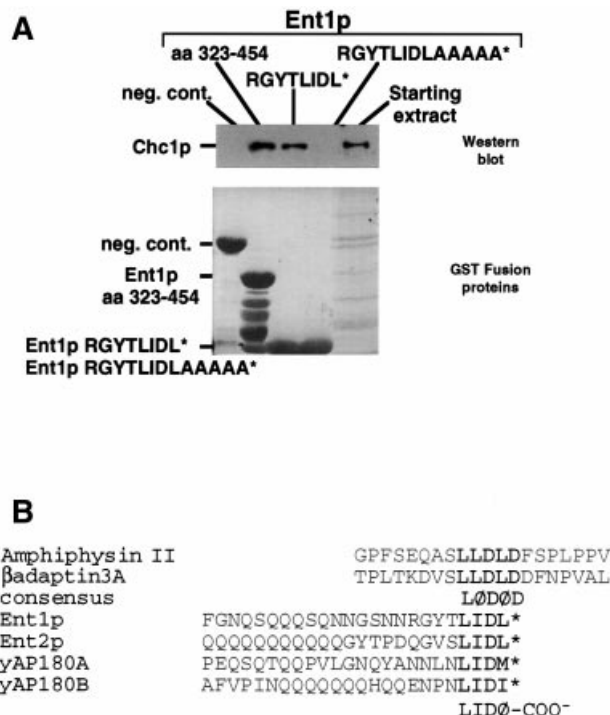 A
Ent1p
aa 323-454
RGYTLIDLAAAAA*
RGYTLIDL*
neg. cont.
Starting
extract
Chc1p
Western
blot
neg. cont.
Ent1p
aa 323-454
GST Fusion
proteins
Ent1p RGYTLIDL*
Ent1p RGYTLIDLAAAAA*
B
Amphiphysin II GPFSEQASLLDLDFSPLPPV
βadaptin3A TPLTKDVSLLDLDDFNPVAL
consensus LØDØD
Ent1p FGNQSQQQSQNNGSNNRGYTLIDL*
Ent2p QQQQQQQQQQQGYTPDQGVSLIDL*
yAP180A PEQSQTQQPVLGNQYANNLNLIDM*
yAP180B AFVPINQQQQQQQHQQENPNLIDI*
LIDØ-COO⁻